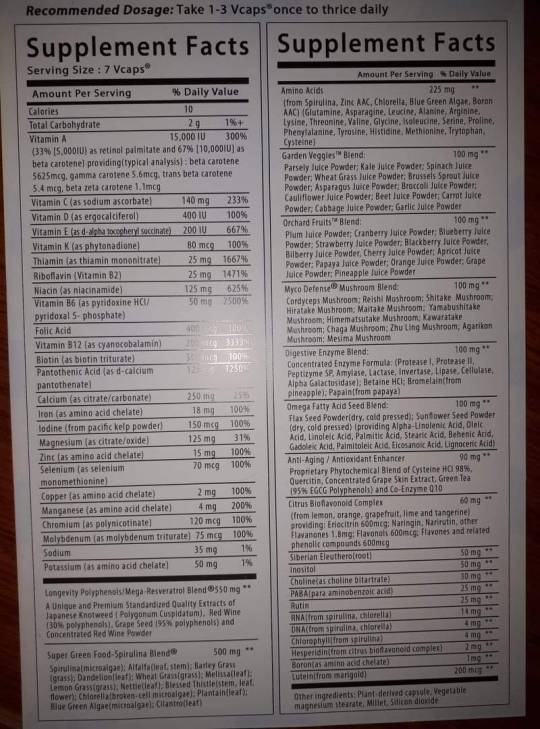 Recommended Dosage: Take 1-3 Vcaps® once to thrice daily
Supplement Facts
Serving Size : 7 Vcaps®
Amount Per Serving % Daily Value
Calories 10
Total Carbohydrate 2 g 1%+
Vitamin A 15,000 IU 300%
(33% [5,000IU] as retinol palmitate and 67% [10,000IU] as
beta carotene) providing(typical analysis) : beta carotene
5625mcg, gamma carotene 5.6mcg, trans beta carotene
5.4 mcg, beta zeta carotene 1.1mcg
Vitamin C (as sodium ascorbate) 140 mg 233%
Vitamin D (as ergocalciferol) 400 IU 100%
Vitamin E (as d-alpha tocopheryl succinate) 200 IU 667%
Vitamin K (as phytonadione) 80 mcg 100%
Thiamin (as thiamin mononitrate) 25 mg 1667%
Riboflavin (Vitamin B2) 25 mg 1471%
Niacin (as niacinamide) 125 mg 625%
Vitamin B6 (as pyridoxine HCl/ 50 mg 2500%
pyridoxal 5- phosphate)
Folic Acid 400 mcg 100%
Vitamin B12 (as cyanocobalamin) 200 mcg 3333%
Biotin (as biotin triturate) mcg 100%
Pantothenic Acid (as d-calcium 125 mg 1250%
pantothenate)
Calcium (as citrate/carbonate) 250 mg 25%
Iron (as amino acid chelate) 18 mg 100%
Iodine (from pacific kelp powder) 150 mcg 100%
Magnesium (as citrate/oxide) 125 mg 31%
Zinc (as amino acid chelate) 15 mg 100%
Selenium (as selenium 70 mcg 100%
monomethionine)
Copper (as amino acid chelate) 2 mg 100%
Manganese (as amino acid chelate) 4 mg 200%
Chromium (as polynicotinate) 120 mcg 100%
Molybdenum (as molybdenum triturate) 75 mcg 100%
Sodium 35 mg 1%
Potassium (as amino acid chelate) 50 mg 1%
Longevity Polyphenols/Mega-Resveratrol Blend® 550 mg **
A Unique and Premium Standardized Quality Extracts of
Japanese Knotweed ( Polygonum Cuspidatum), Red Wine
(30% polyphenols), Grape Seed (95% polyphenols) and
Concentrated Red Wine Powder
Super Green Food-Spirulina Blend® 500 mg **
Spirulina(microalgae); Alfalfa(leaf, stem); Barley Grass
(grass); Dandelion(leaf); Wheat Grass(grass); Melissa(leaf);
Lemon Grass(grass); Nettle(leaf); Blessed Thistle(stem, leaf,
flower); Chlorella(broken-cell microalgae); Plantain(leaf);
Blue Green Algae(microalgae); Cilantro(leaf)
Supplement Facts
Amount Per Serving % Daily Value
Amino Acids 225 mg **
(from Spirulina, Zinc AAC, Chlorella, Blue Green Algae, Boron
AAC) (Glutamine, Asparagine, Leucine, Alanine, Arginine,
Lysine, Threonine, Valine, Glycine, Isoleucine, Serine, Proline,
Phenylalanine, Tyrosine, Histidine, Methionine, Trytophan,
Cysteine)
Garden Veggies™ Blend: 100 mg **
Parsely Juice Powder; Kale Juice Powder; Spinach Juice
Powder; Wheat Grass Juice Powder; Brussels Sprout Juice
Powder; Asparagus Juice Powder; Broccoli Juice Powder;
Cauliflower Juice Powder; Beet Juice Powder; Carrot Juice
Powder; Cabbage Juice Powder; Garlic Juice Powder
Orchard Fruits™ Blend: 100 mg **
Plum Juice Powder; Cranberry Juice Powder; Blueberry Juice
Powder; Strawberry Juice Powder; Blackberry Juice Powder,
Bilberry Juice Powder, Cherry Juice Powder; Apricot Juice
Powder; Papaya Juice Powder; Orange Juice Powder; Grape
Juice Powder; Pineapple Juice Powder
Myco Defense® Mushroom Blend: 100 mg **
Cordyceps Mushroom; Reishi Mushroom; Shitake Mushroom;
Hiratake Mushroom; Maitake Mushroom; Yamabushitake
Mushroom; Himematsutake Mushroom; Kawaratake
Mushroom; Chaga Mushroom; Zhu Ling Mushroom; Agarikon
Mushroom; Mesima Mushroom
Digestive Enzyme Blend: 100 mg **
Concentrated Enzyme Formula: (Protease I, Protease II,
Peptizyme SP, Amylase, Lactase, Invertase, Lipase, Cellulase,
Alpha Galactosidase); Betaine HCl; Bromelain(from
pineapple); Papain(from papaya)
Omega Fatty Acid Seed Blend: 100 mg **
Flax Seed Powder(dry, cold pressed); Sunflower Seed Powder
(dry, cold pressed) (providing Alpha-Linolenic Acid, Oleic
Acid, Linoleic Acid, Palmitic Acid, Stearic Acid, Behenic Acid,
Gadoleic Acid, Palmitoleic Acid, Eicosanoic Acid, Lignoceric Acid)
Anti-Aging / Antioxidant Enhancer 90 mg **
Proprietary Phytochemical Blend of Cysteine HCl 98%,
Quercitin, Concentrated Grape Skin Extract, Green Tea
(95% EGCG Polyphenols) and Co-Enzyme Q10
Citrus Bioflavonoid Complex 60 mg **
(from lemon, orange, grapefruit, lime and tangerine)
providing: Eriocitrin 600mcg; Naringin, Narirutin, other
Flavanones 1.8mg; Flavonols 600mcg; Flavones and related
phenolic compounds 600mcg
Siberian Eleuthero(root) 50 mg **
Inositol 50 mg **
Choline(as choline bitartrate) 30 mg **
PABA(para aminobenzoic acid) 25 mg **
Rutin 25 mg **
RNA(from spirulina, chlorella) 14 mg **
DNA(from spirulina, chlorella) 4 mg **
Chlorophyll(from spirulina) 4 mg **
Hesperidin(from citrus bioflavonoid complex) 2 mg **
Boron(as amino acid chelate) 1mg **
Lutein(from marigold) 200 mcg **
Other ingredients: Plant-derived capsule, Vegetable
magnesium stearate, Millet, Silicon dioxide